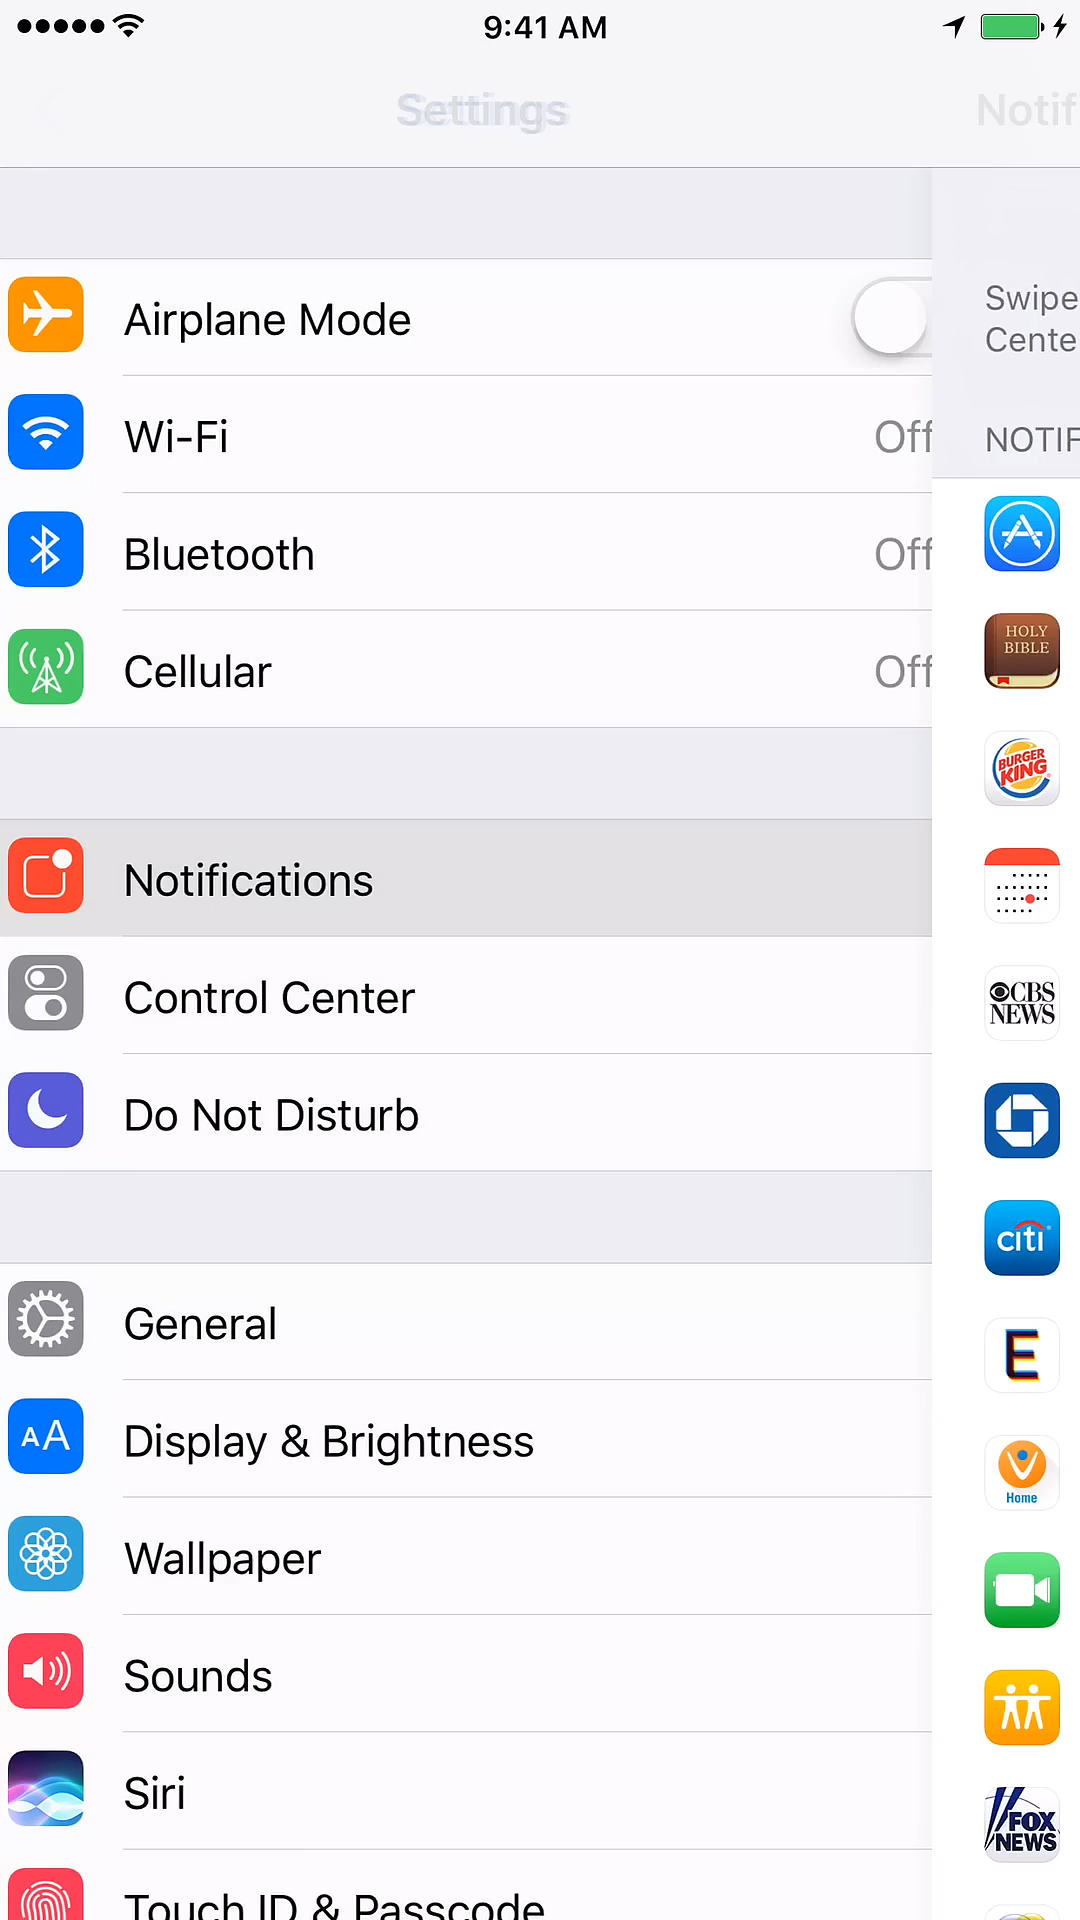 9:41 AM
Settings
Notif
Airplane Mode
Wi-Fi
Off
Bluetooth
Off
Cellular
Off
Notifications
Control Center
Do Not Disturb
General
AA
Display & Brightness
Wallpaper
Sounds
Siri
Touch ID & Passcode
Swipe
Cente
NOTIF
HOLY
BIBLE
BURGER
KING
CBS
NEWS
citi
E
Home
FOX
NEWS